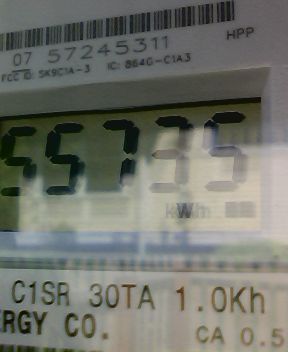 HPP
07 57245311
FCC ID: SK9C1A-3 IC: 864G-C1A3
55735
kWh
C1SR 30TA 1.0Kh
ERGY CO. CA 0.5